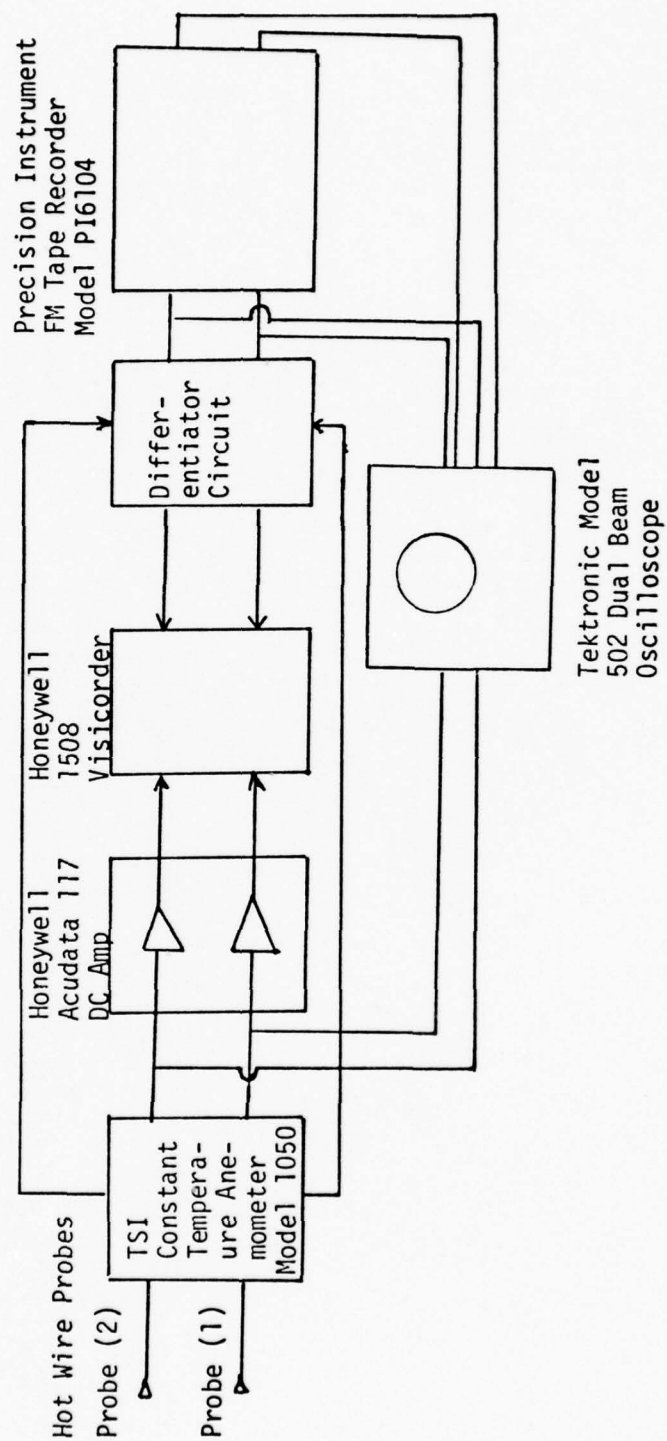 Hot Wire Probes
Probe (2)
Probe (1)
TSI
Constant
Tempera-
ure Ane-
mometer
Model 1050
Honeywell
Acudata 117
DC Amp
Honeywell
1508
Visicorder
Differ-
entiator
Circuit
Precision Instrument
FM Tape Recorder
Model PI6104
Tektronic Model
502 Dual Beam
Oscilloscope